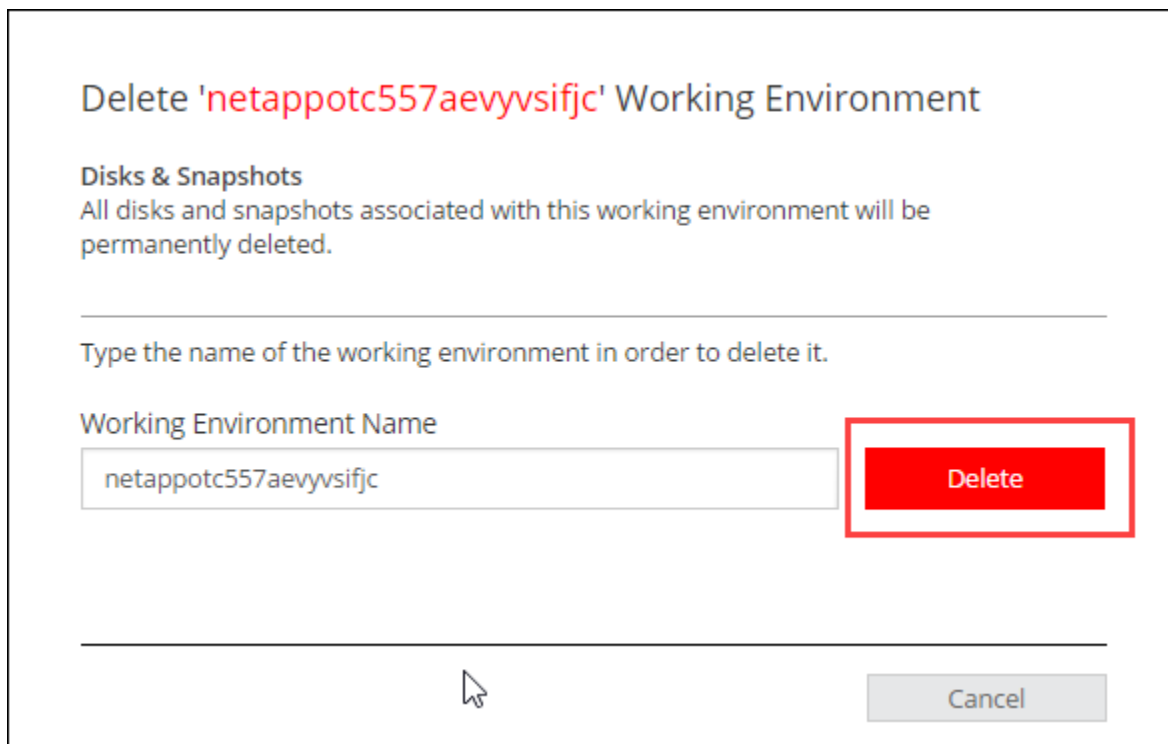 Delete 'netappotc557aevyvsifjc' Working Environment
Disks & Snapshots
All disks and snapshots associated with this working environment will be
permanently deleted.
Type the name of the working environment in order to delete it.
Working Environment Name
netappotc557aevyvsifjc
Delete
Cancel